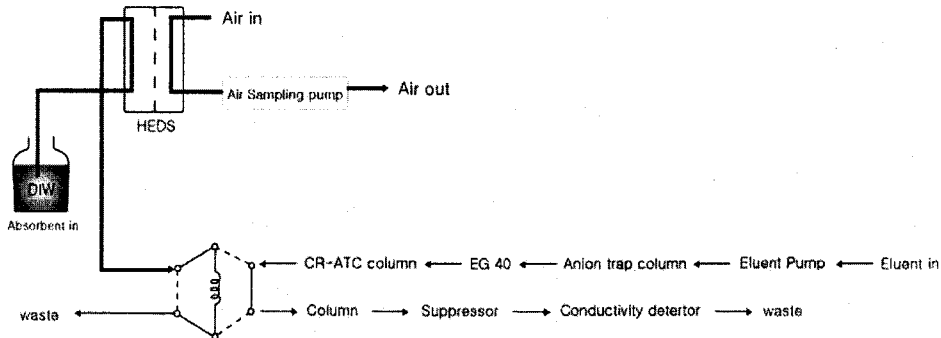 Air in
Air Sampling pump
Air out
HEDS
DIW
Absorbent in
CR-ATC column
EG 40
Anion trap column
Eluent Pump
Eluent in
waste
Column
Suppressor
Conductivity detertor
waste